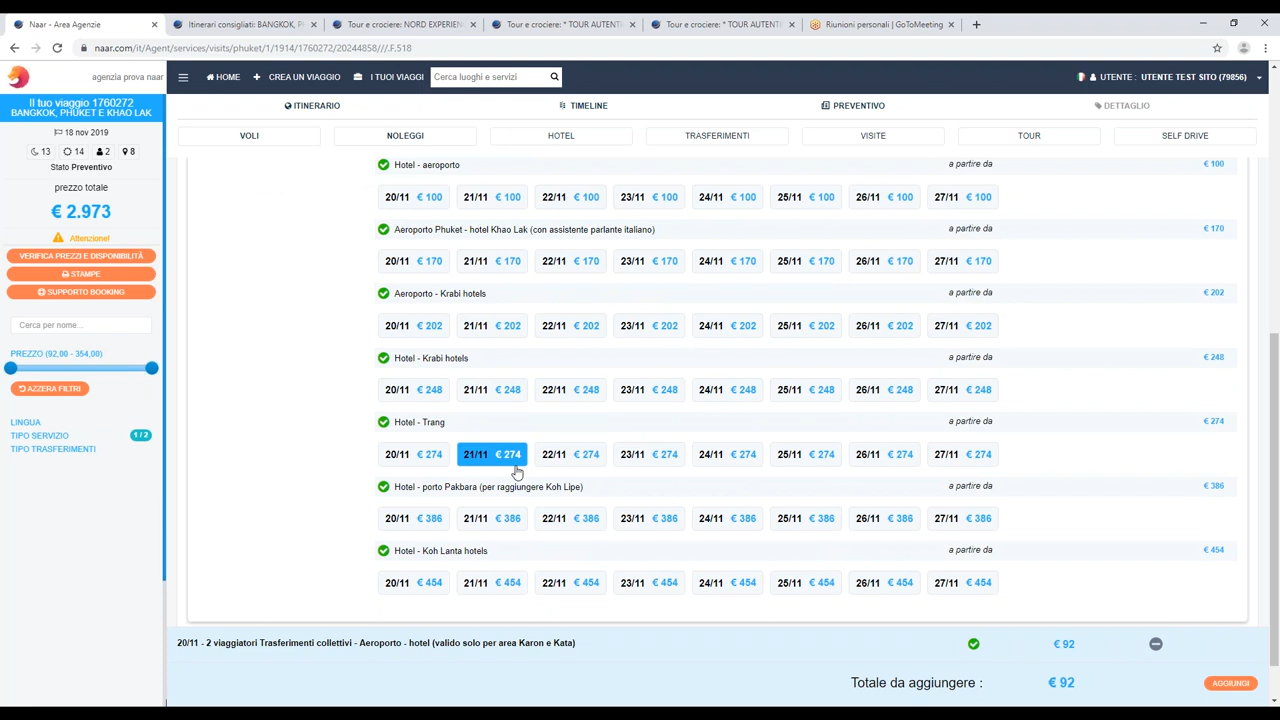 Naar - Area Agenzie
Itinerari consigliati: BANGKOK, P
Tour e crociere: NORD EXPERIEN
Tour e crociere: * TOUR AUTENTI
Tour e crociere: * TOUR AUTENTI
Riunioni personali | GoToMeeting
naar.com/it/Agent/services/visits/phuket/1/1914/1760272/20244858///.F.518
agenzia prova naar
HOME
CREA UN VIAGGIO
I TUOI VIAGGI
Cerca luoghi e servizi
UTENTE : UTENTE TEST SITO (79856)
Il tuo viaggio 1760272
BANGKOK, PHUKET E KHAO LAK
18 nov 2019
13 14 2 8
Stato Preventivo
prezzo totale
€ 2.973
Attenzione!
VERIFICA PREZZI E DISPONIBILITÀ
STAMPE
SUPPORTO BOOKING
Cerca per nome...
PREZZO (92,00 - 354,00)
AZZERA FILTRI
LINGUA
TIPO SERVIZIO 1 / 2
TIPO TRASFERIMENTI
ITINERARIO TIMELINE PREVENTIVO DETTAGLIO
VOLI NOLEGGI HOTEL TRASFERIMENTI VISITE TOUR SELF DRIVE
Hotel - aeroporto a partire da € 100
20/11 € 100 21/11 € 100 22/11 € 100 23/11 € 100 24/11 € 100 25/11 € 100 26/11 € 100 27/11 € 100
Aeroporto Phuket - hotel Khao Lak (con assistente parlante italiano) a partire da € 170
20/11 € 170 21/11 € 170 22/11 € 170 23/11 € 170 24/11 € 170 25/11 € 170 26/11 € 170 27/11 € 170
Aeroporto - Krabi hotels a partire da € 202
20/11 € 202 21/11 € 202 22/11 € 202 23/11 € 202 24/11 € 202 25/11 € 202 26/11 € 202 27/11 € 202
Hotel - Krabi hotels a partire da € 248
20/11 € 248 21/11 € 248 22/11 € 248 23/11 € 248 24/11 € 248 25/11 € 248 26/11 € 248 27/11 € 248
Hotel - Trang a partire da € 274
20/11 € 274 21/11 € 274 22/11 € 274 23/11 € 274 24/11 € 274 25/11 € 274 26/11 € 274 27/11 € 274
Hotel - porto Pakbara (per raggiungere Koh Lipe) a partire da € 386
20/11 € 386 21/11 € 386 22/11 € 386 23/11 € 386 24/11 € 386 25/11 € 386 26/11 € 386 27/11 € 386
Hotel - Koh Lanta hotels a partire da € 454
20/11 € 454 21/11 € 454 22/11 € 454 23/11 € 454 24/11 € 454 25/11 € 454 26/11 € 454 27/11 € 454
20/11 - 2 viaggiatori Trasferimenti collettivi - Aeroporto - hotel (valido solo per area Karon e Kata) € 92
Totale da aggiungere : € 92 AGGIUNGI